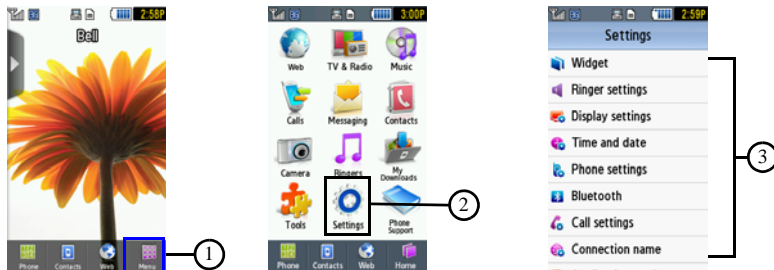 2:58P
Bell
Phone Contacts Web Menu
1
3:00P
Web TV & Radio Music
Calls Messaging Contacts
Camera Ringers My Downloads
Tools Settings Phone Support
Phone Contacts Web Home
2
2:59P
Settings
Widget
Ringer settings
Display settings
Time and date
Phone settings
Bluetooth
Call settings
Connection name
3